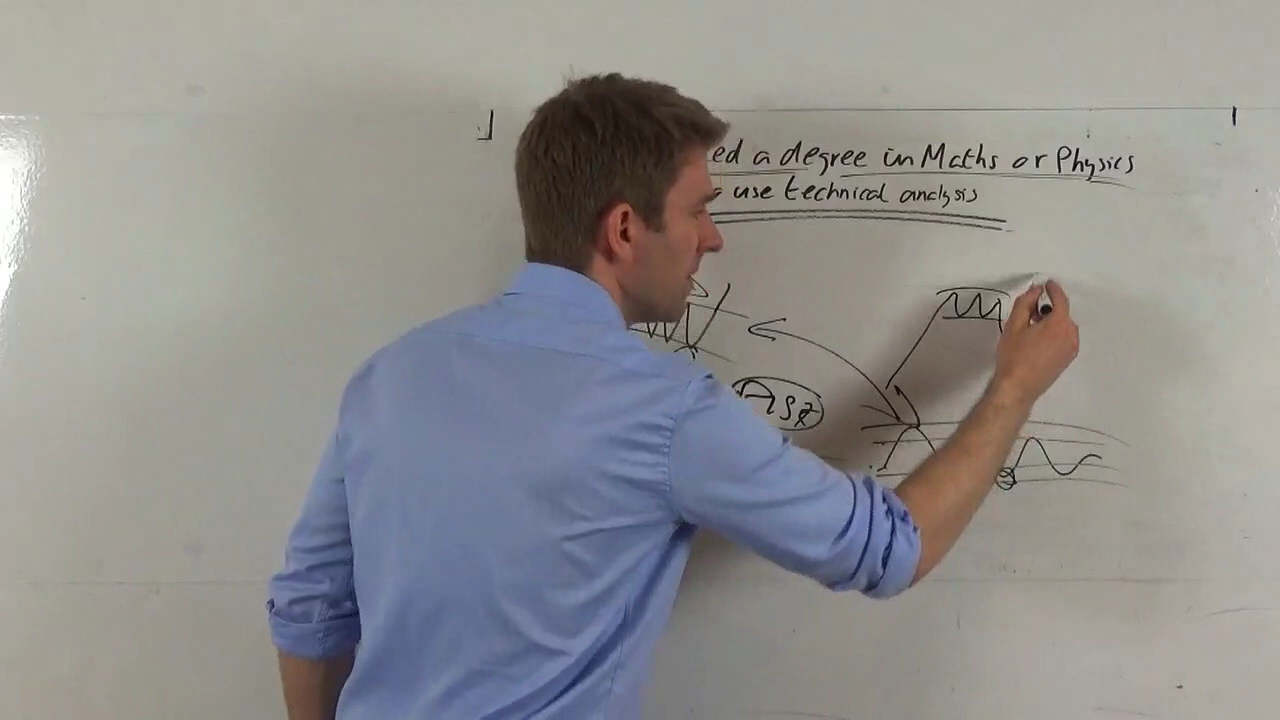 ed a degree in Maths or Physics
use technical analysis